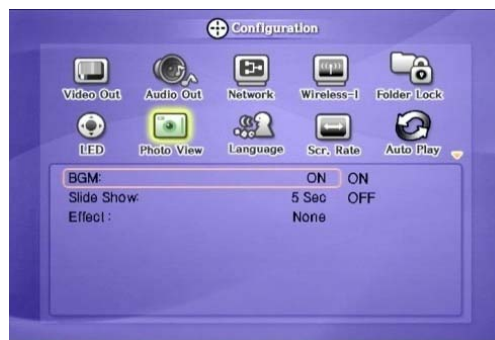 Configuration
Video Out Audio Out Network Wireless-I Folder Lock
LED Photo View Language Scr. Rate Auto Play
BGM: ON ON
Slide Show: 5 Sec OFF
Effect: None